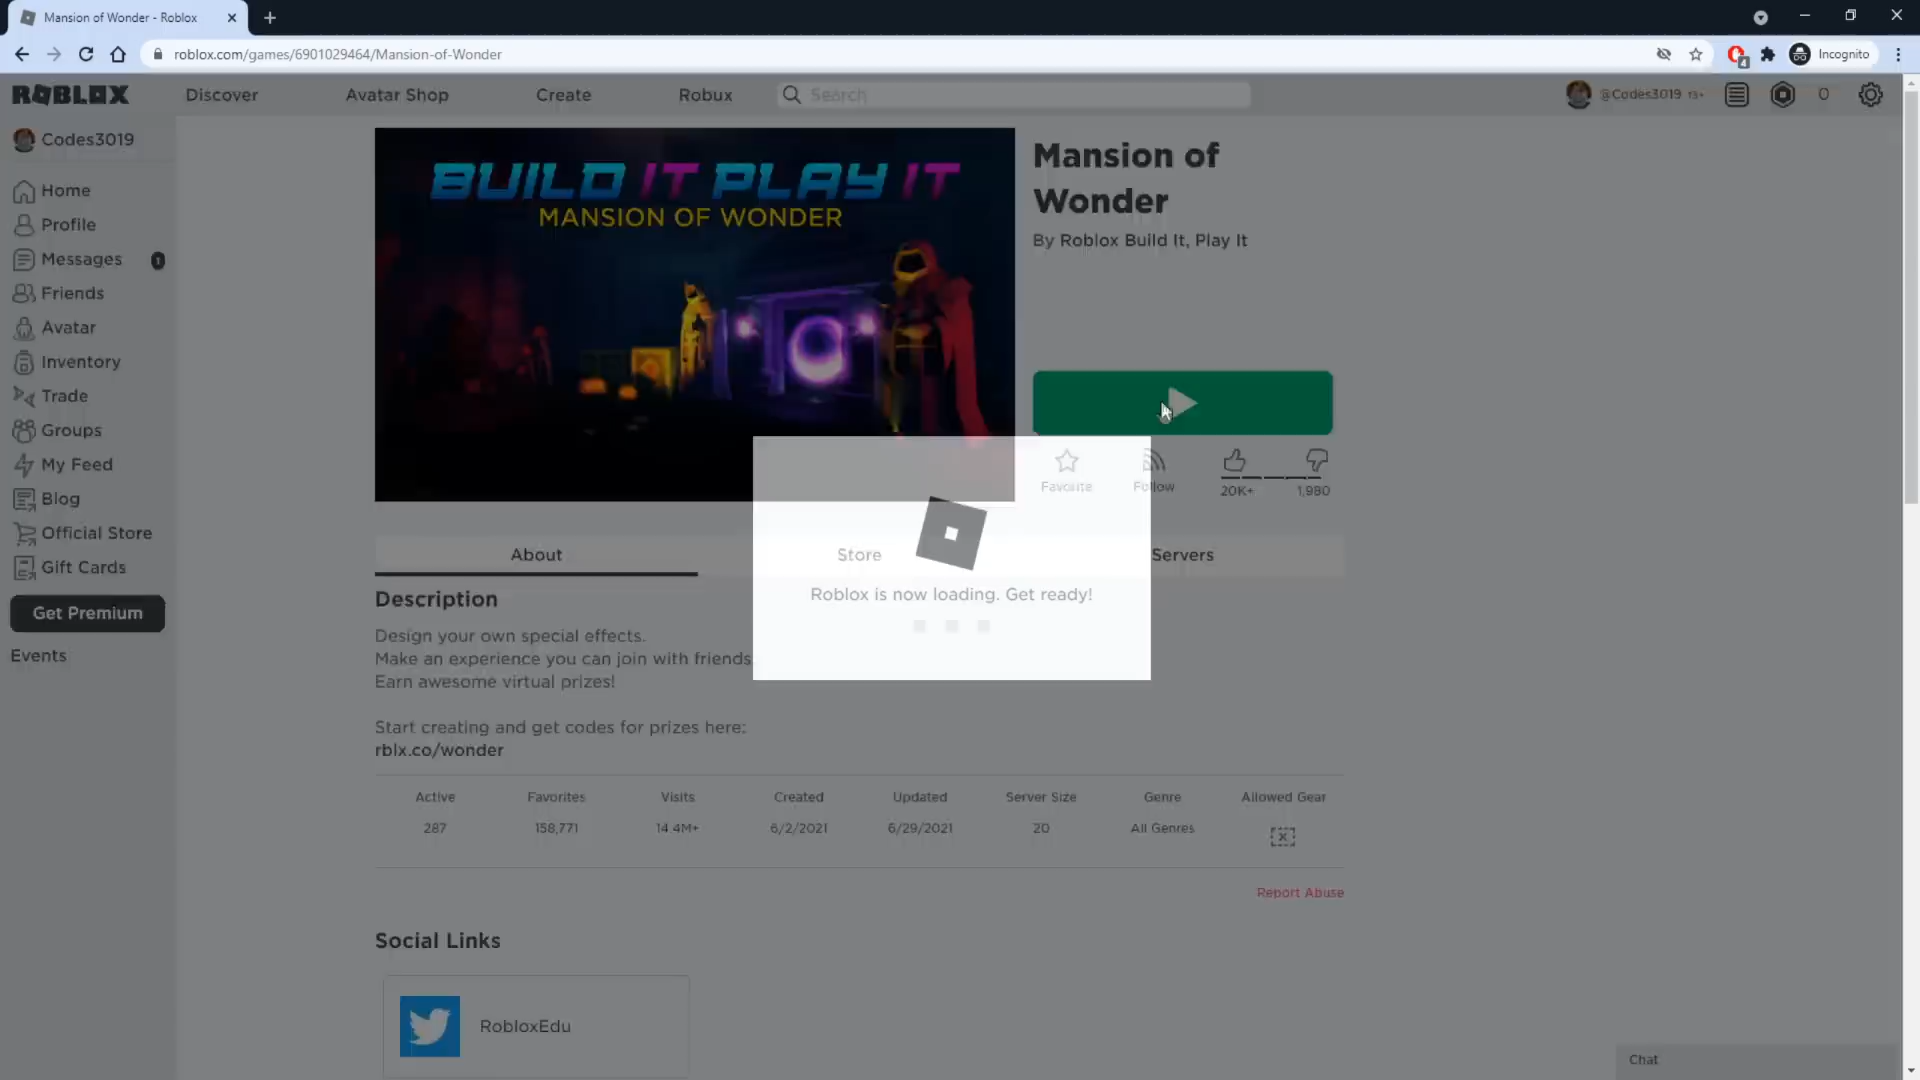 Mansion of Wonder - Roblox
roblox.com/games/6901029464/Mansion-of-Wonder
4
Incognito
ROBLOX
Discover
Avatar Shop
Create
Robux
Search
@Codes3019 13+
0
Codes3019
Home
Profile
Messages
1
Friends
Avatar
Inventory
Trade
Groups
My Feed
Blog
Official Store
Gift Cards
Get Premium
Events
BUILD IT PLAY IT
MANSION OF WONDER
Mansion of
Wonder
By Roblox Build It, Play It
Favorite
Follow
20K+
1,980
About
Store
Servers
Roblox is now loading. Get ready!
Description
Design your own special effects.
Make an experience you can join with friends
Earn awesome virtual prizes!
Start creating and get codes for prizes here:
rblx.co/wonder
Active Favorites Visits Created Updated Server Size Genre Allowed Gear
287 158,771 14.4M+ 6/2/2021 6/29/2021 20 All Genres
Report Abuse
Social Links
RobloxEdu
Chat